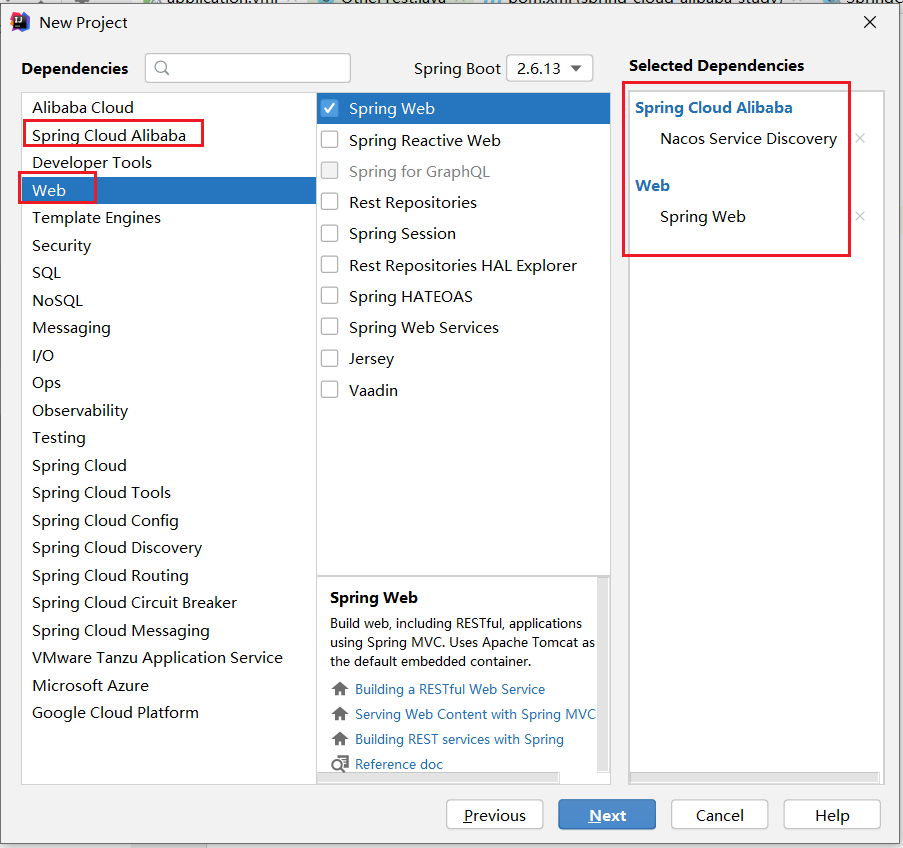 New Project
Dependencies
Spring Boot 2.6.13
Selected Dependencies
Alibaba Cloud
Spring Cloud Alibaba
Developer Tools
Web
Template Engines
Security
SQL
NoSQL
Messaging
I/O
Ops
Observability
Testing
Spring Cloud
Spring Cloud Tools
Spring Cloud Config
Spring Cloud Discovery
Spring Cloud Routing
Spring Cloud Circuit Breaker
Spring Cloud Messaging
VMware Tanzu Application Service
Microsoft Azure
Google Cloud Platform
Spring Web
Spring Reactive Web
Spring for GraphQL
Rest Repositories
Spring Session
Rest Repositories HAL Explorer
Spring HATEOAS
Spring Web Services
Jersey
Vaadin
Spring Web
Build web, including RESTful, applications
using Spring MVC. Uses Apache Tomcat as
the default embedded container.
Building a RESTful Web Service
Serving Web Content with Spring MVC
Building REST services with Spring
Reference doc
Spring Cloud Alibaba
Nacos Service Discovery
Web
Spring Web
Previous
Next
Cancel
Help